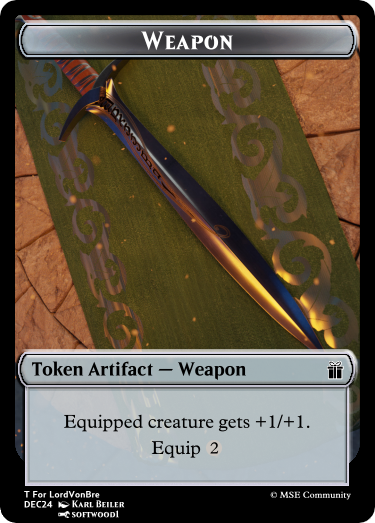 Weapon
Token Artifact — Weapon
Equipped creature gets +1/+1.
Equip 2
T For LordVonBre
DEC24 Karl Beiler
softwood1
© MSE Community